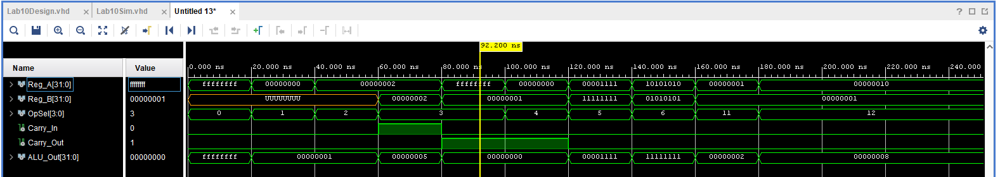 Lab10Design.vhd × Lab10Sim.vhd × Untitled 13* ×
?
92.200 ns
Name Value 0.000 ns 20.000 ns 40.000 ns 60.000 ns 80.000 ns 100.000 ns 120.000 ns 140.000 ns 160.000 ns 180.000 ns 200.000 ns 220.000 ns 240.000
Reg_A[31:0] ffffffff ffffffff 00000000 00000002 ffffffff 00000000 00001111 10101010 00000001 00000010
Reg_B[31:0] 00000001 UUUUUUUU 00000002 00000001 11111111 01010101 00000001
OpSel[3:0] 3 0 1 2 3 4 5 6 11 12
Carry_In 0
Carry_Out 1
ALU_Out[31:0] 00000000 ffffffff 00000001 00000005 00000000 00001111 11111111 00000002 00000008